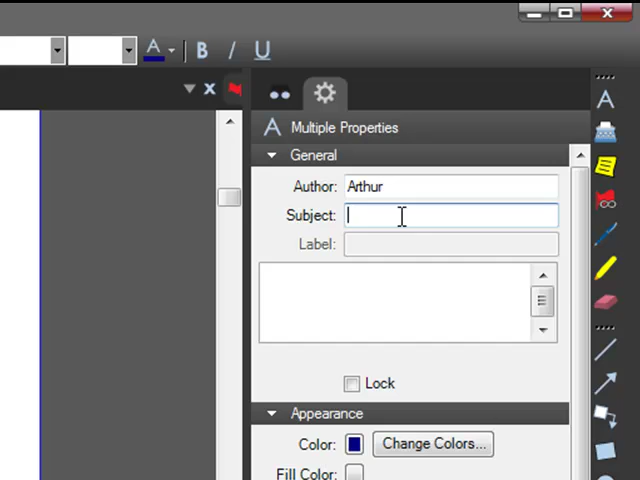 A B / U
A Multiple Properties
General
Author: Arthur
Subject:
Label:
Lock
Appearance
Color: Change Colors...
Fill Color: